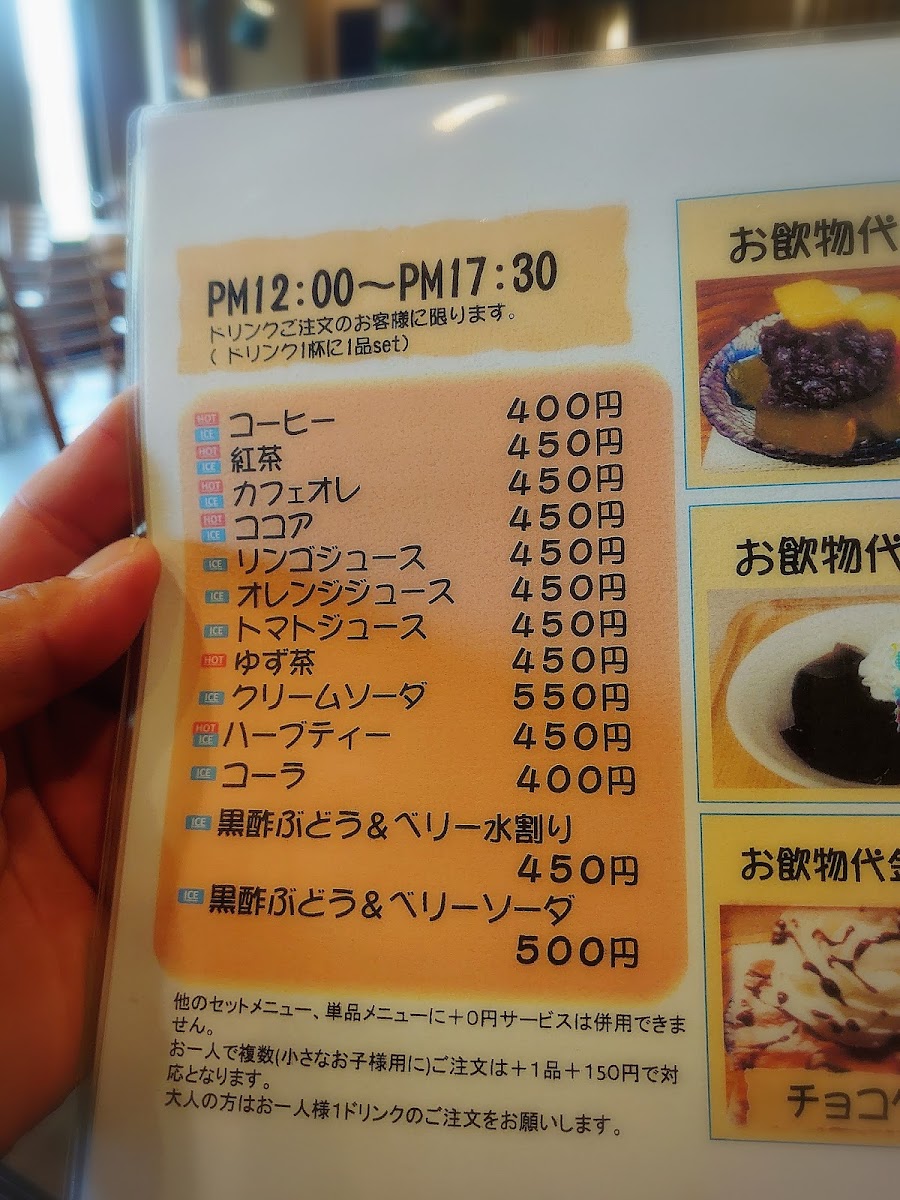 PM12:00～PM17:30
ドリンクご注文のお客様に限ります。
( ドリンク1杯に1品set)
HOT ICE コーヒー 400円
HOT ICE 紅茶 450円
HOT ICE カフェオレ 450円
HOT ICE ココア 450円
ICE リンゴジュース 450円
ICE オレンジジュース 450円
ICE トマトジュース 450円
HOT ゆず茶 450円
ICE クリームソーダ 550円
HOT ICE ハーブティー 450円
ICE コーラ 400円
ICE 黒酢ぶどう&ベリー水割り
450円
ICE 黒酢ぶどう&ベリーソーダ
500円
他のセットメニュー、単品メニューに＋0円サービスは併用できま
せん。
お一人で複数(小さなお子様用に)ご注文は＋1品＋150円で対
応となります。
大人の方はお一人様1ドリンクのご注文をお願いします。
お飲物代
お飲物代
お飲物代
チョコ